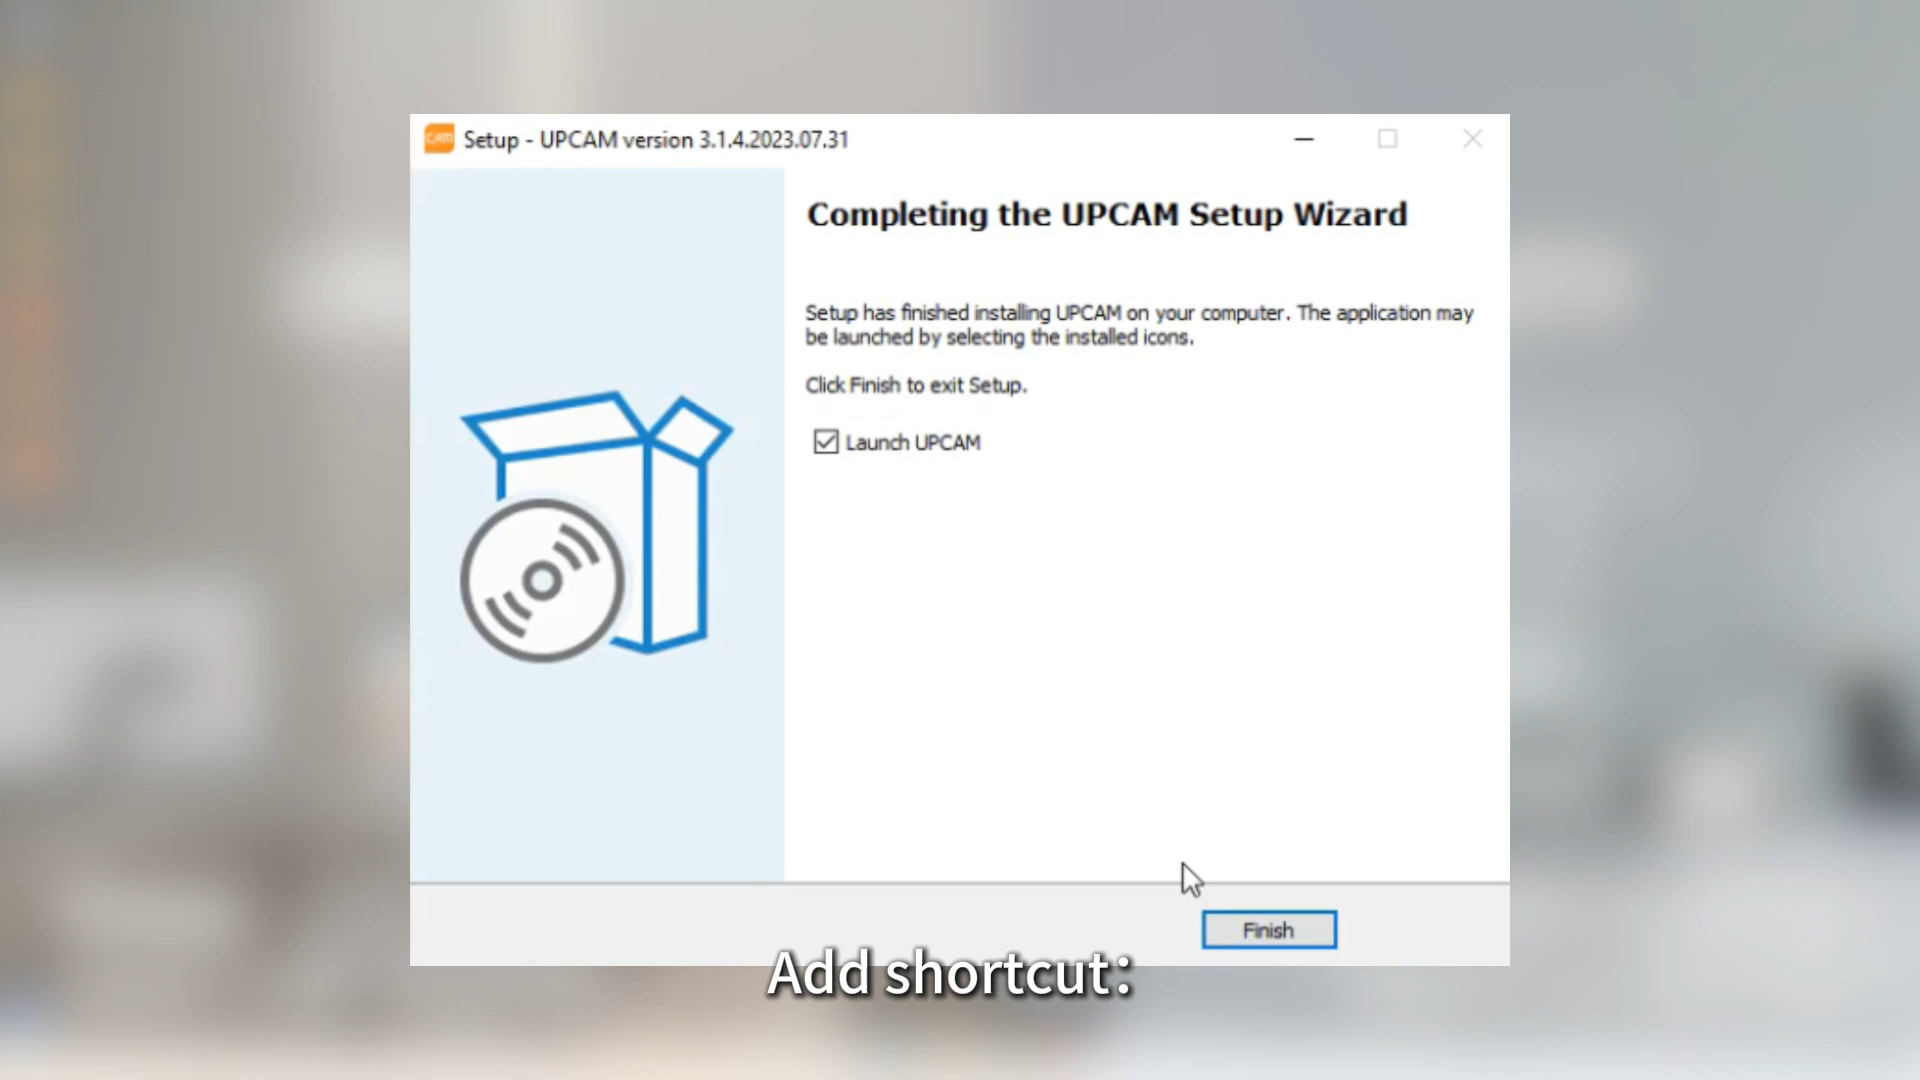 CAM
Setup - UPCAM version 3.1.4.2023.07.31
Completing the UPCAM Setup Wizard
Setup has finished installing UPCAM on your computer. The application may
be launched by selecting the installed icons.
Click Finish to exit Setup.
Launch UPCAM
Finish
Add shortcut：